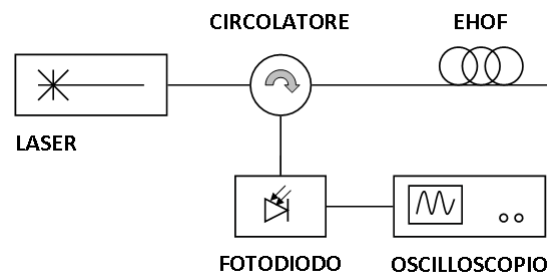 CIRCOLATORE
EHOF
LASER
FOTODIODO
OSCILLOSCOPIO